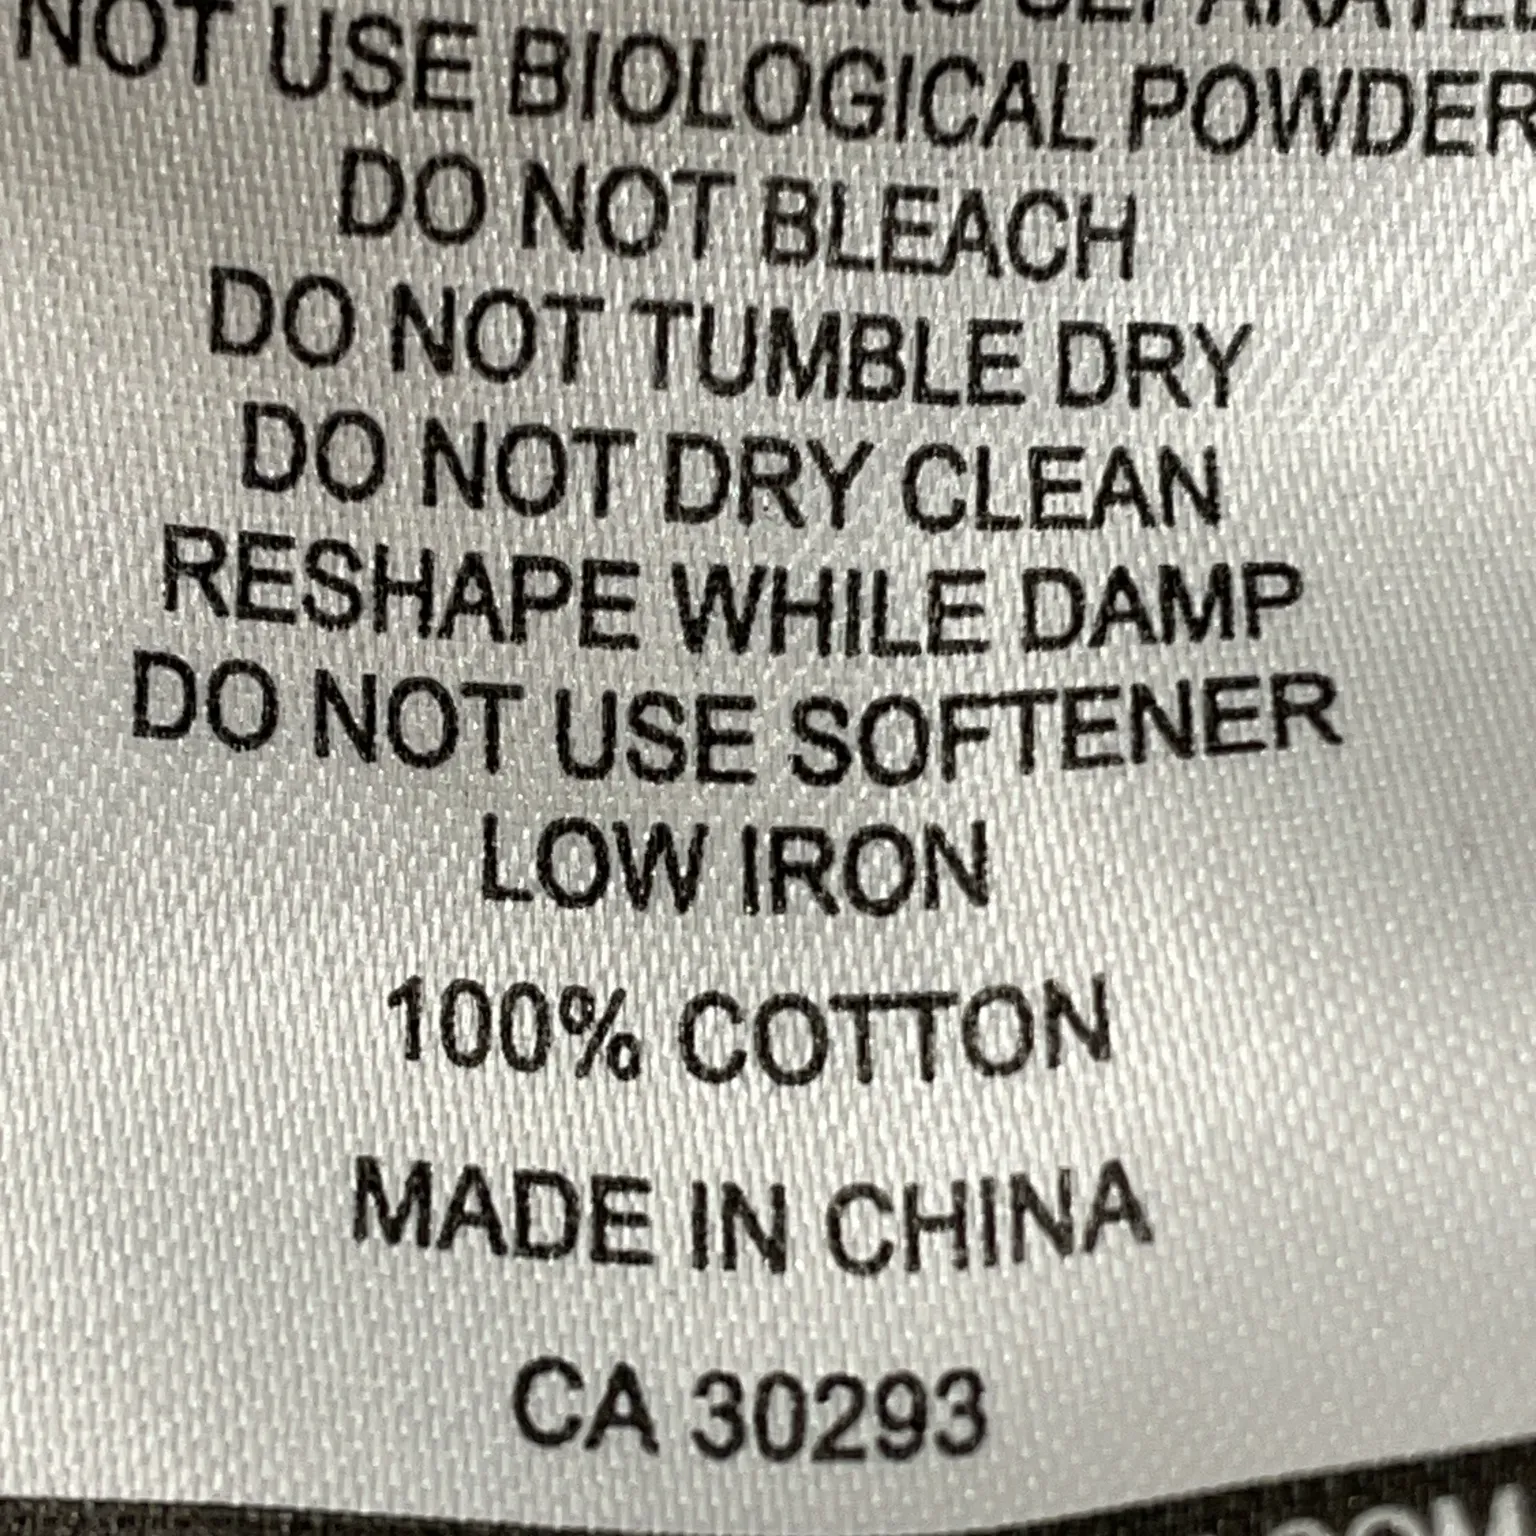 SEPARATELY
NOT USE BIOLOGICAL POWDER
DO NOT BLEACH
DO NOT TUMBLE DRY
DO NOT DRY CLEAN
RESHAPE WHILE DAMP
DO NOT USE SOFTENER
LOW IRON
100% COTTON
MADE IN CHINA
CA 30293